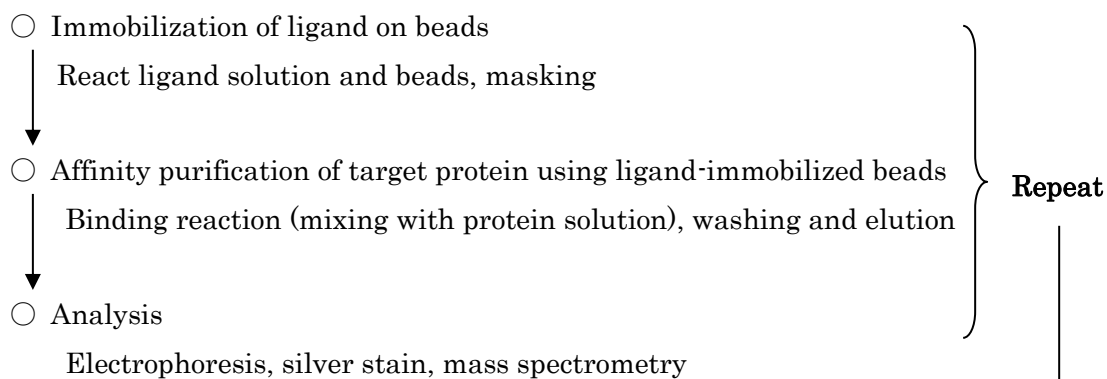 ○ Immobilization of ligand on beads
React ligand solution and beads, masking
○ Affinity purification of target protein using ligand-immobilized beads
Repeat
Binding reaction (mixing with protein solution), washing and elution
○ Analysis
Electrophoresis, silver stain, mass spectrometry